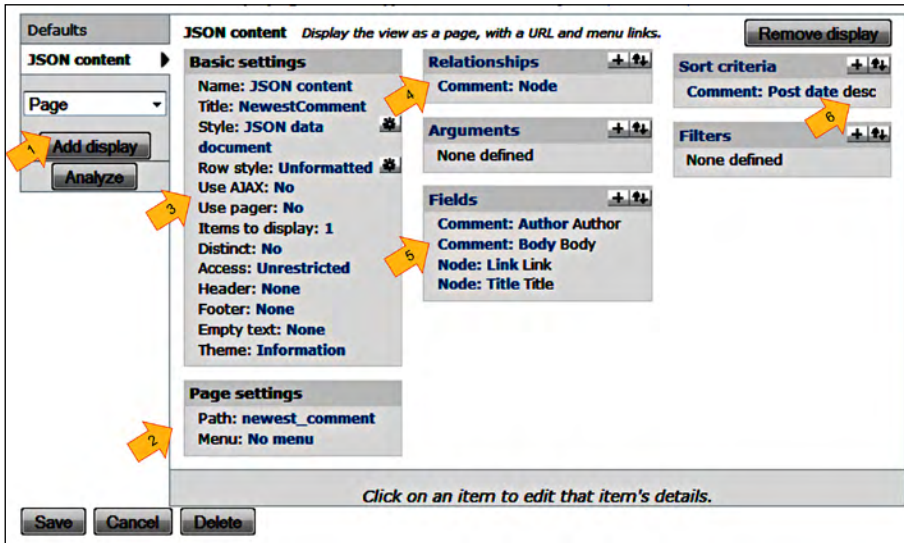 Defaults
JSON content
Page
Add display
Analyze
1
JSON content Display the view as a page, with a URL and menu links.
Remove display
Basic settings
Name: JSON content
Title: NewestComment
Style: JSON data
document
Row style: Unformatted
Use AJAX: No
Use pager: No
Items to display: 1
Distinct: No
Access: Unrestricted
Header: None
Footer: None
Empty text: None
Theme: Information
3
Page settings
Path: newest_comment
Menu: No menu
2
Relationships
Comment: Node
4
Arguments
None defined
Fields
Comment: Author Author
Comment: Body Body
Node: Link Link
Node: Title Title
5
Sort criteria
Comment: Post date desc
6
Filters
None defined
Click on an item to edit that item's details.
Save Cancel Delete